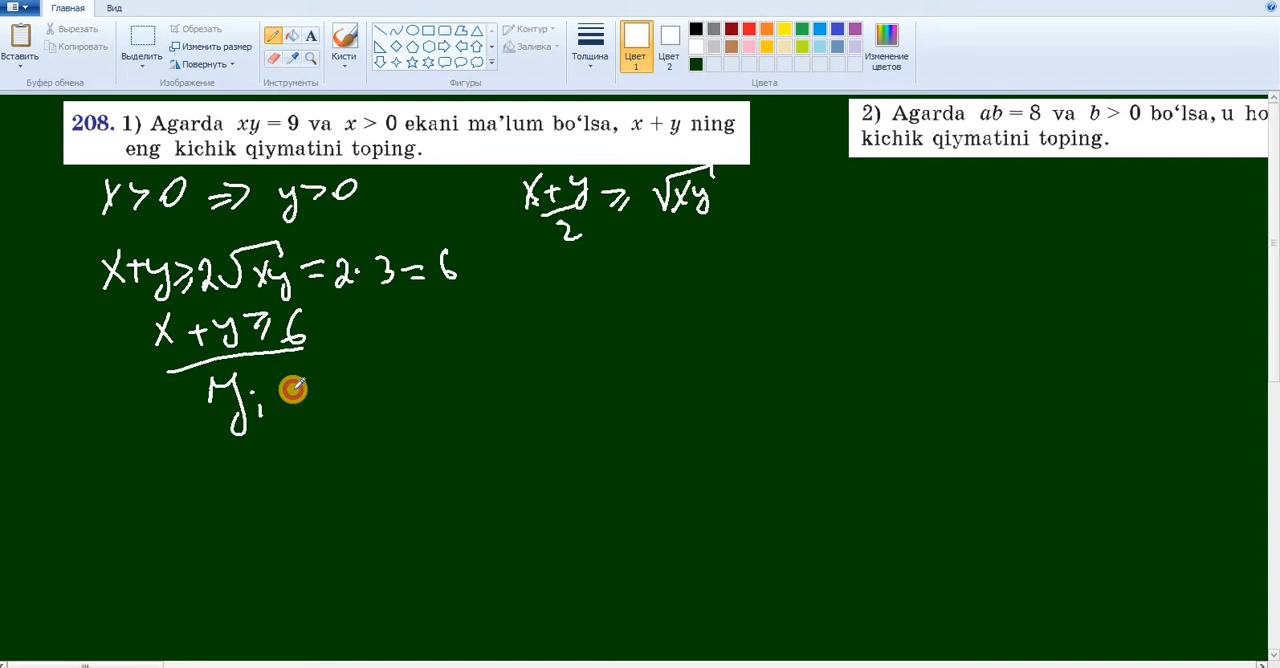 Главная
Вид
Вставить
Вырезать
Копировать
Буфер обмена
Выделить
Обрезать
Изменить размер
Повернуть
Изображение
A
Инструменты
Кисти
Контур
Заливка
Фигуры
Толщина
Цвет 1
Цвет 2
Изменение цветов
Цвета
208. 1) Agarda xy = 9 va x > 0 ekani ma’lum bo‘lsa, x + y ning
eng kichik qiymatini toping.
x > 0 ⇒ y > 0
x+y/2 ≥ √xy
x+y ≥ 2√xy = 2·3 = 6
x + y ≥ 6
2) Agarda ab = 8 va b > 0 bo‘lsa, u ho
kichik qiymatini toping.